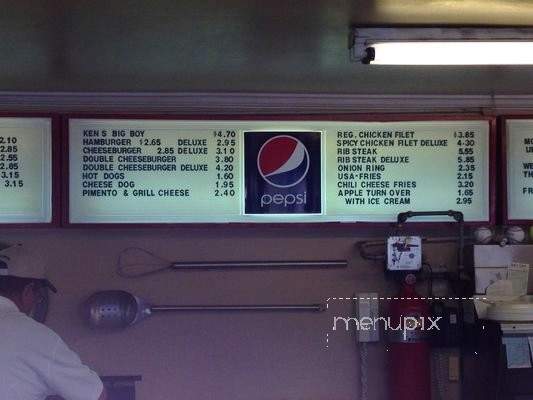 2.10
2.85
2.55
2.85
3.15
3.15
KEN S BIG BOY $4.70
HAMBURGER $2.65 DELUXE 2.95
CHEESEBURGER 2.85 DELUXE 3.10
DOUBLE CHEESEBURGER 3.80
DOUBLE CHEESEBURGER DELUXE 4.20
HOT DOGS 1.60
CHEESE DOG 1.95
PIMENTO & GRILL CHEESE 2.40
pepsi
REG. CHICKEN FILET $3.85
SPICY CHICKEN FILET DELUXE 4.30
RIB STEAK 5.55
RIB STEAK DELUXE 5.85
ONION RING 2.35
USA-FRIES 2.15
CHILI CHEESE FRIES 3.20
APPLE TURN OVER 1.65
WITH ICE CREAM 2.95
menupix